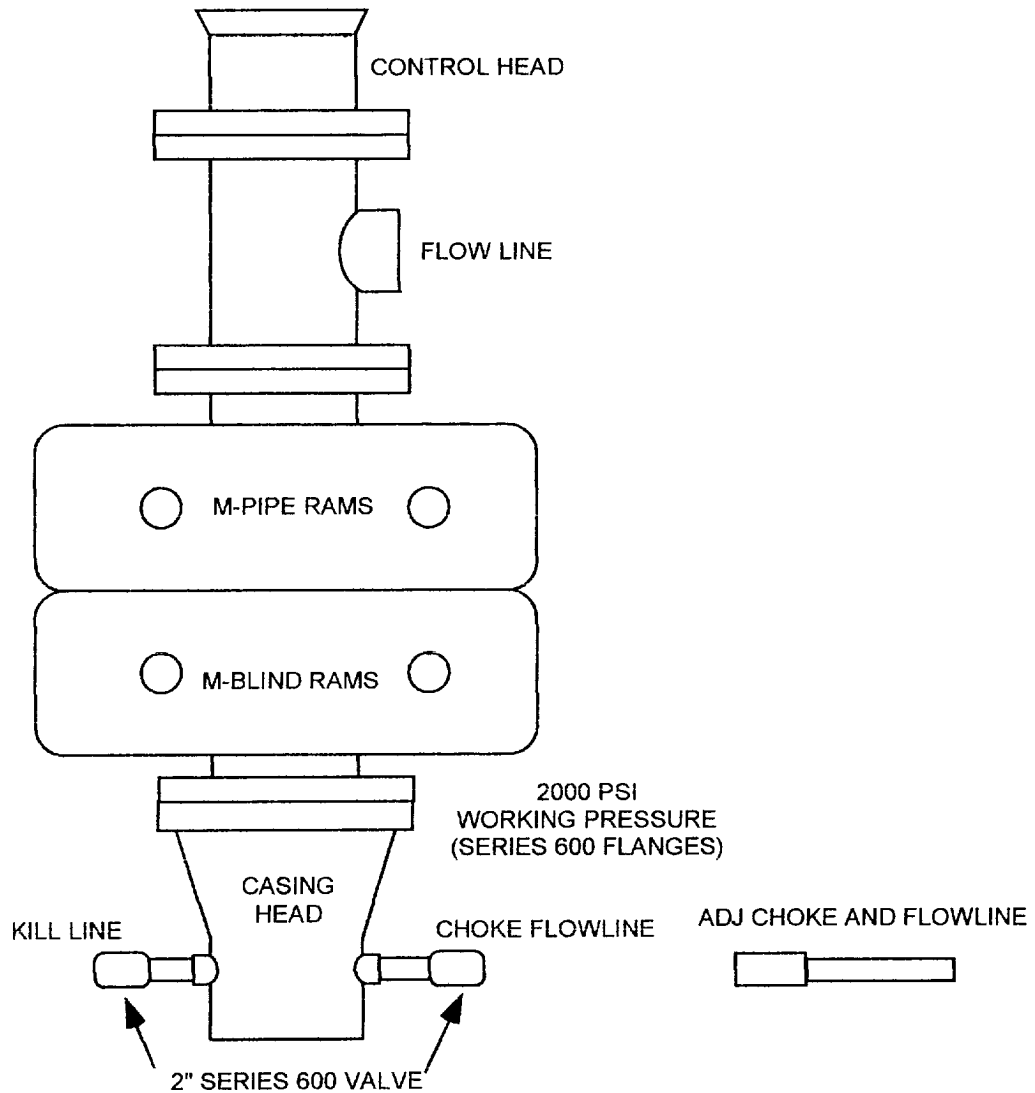 CONTROL HEAD
FLOW LINE
M-PIPE RAMS
M-BLIND RAMS
2000 PSI
WORKING PRESSURE
(SERIES 600 FLANGES)
CASING
HEAD
KILL LINE
CHOKE FLOWLINE
ADJ CHOKE AND FLOWLINE
2" SERIES 600 VALVE